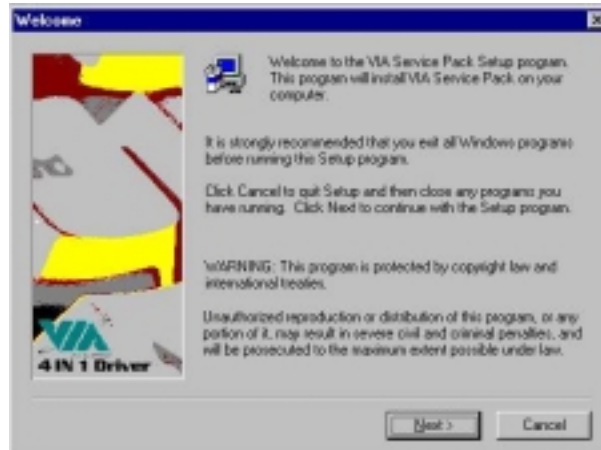 Welcome
Welcome to the VIA Service Pack Setup program.
This program will install VIA Service Pack on your
computer.
It is strongly recommended that you exit all Windows programs
before running this Setup program.
Click Cancel to quit Setup and then close any programs you
have running. Click Next to continue with the Setup program.
WARNING: This program is protected by copyright law and
international treaties.
Unauthorized reproduction or distribution of this program, or any
portion of it, may result in severe civil and criminal penalties, and
will be prosecuted to the maximum extent possible under law.
VIA
4 IN 1 Driver
Next >
Cancel